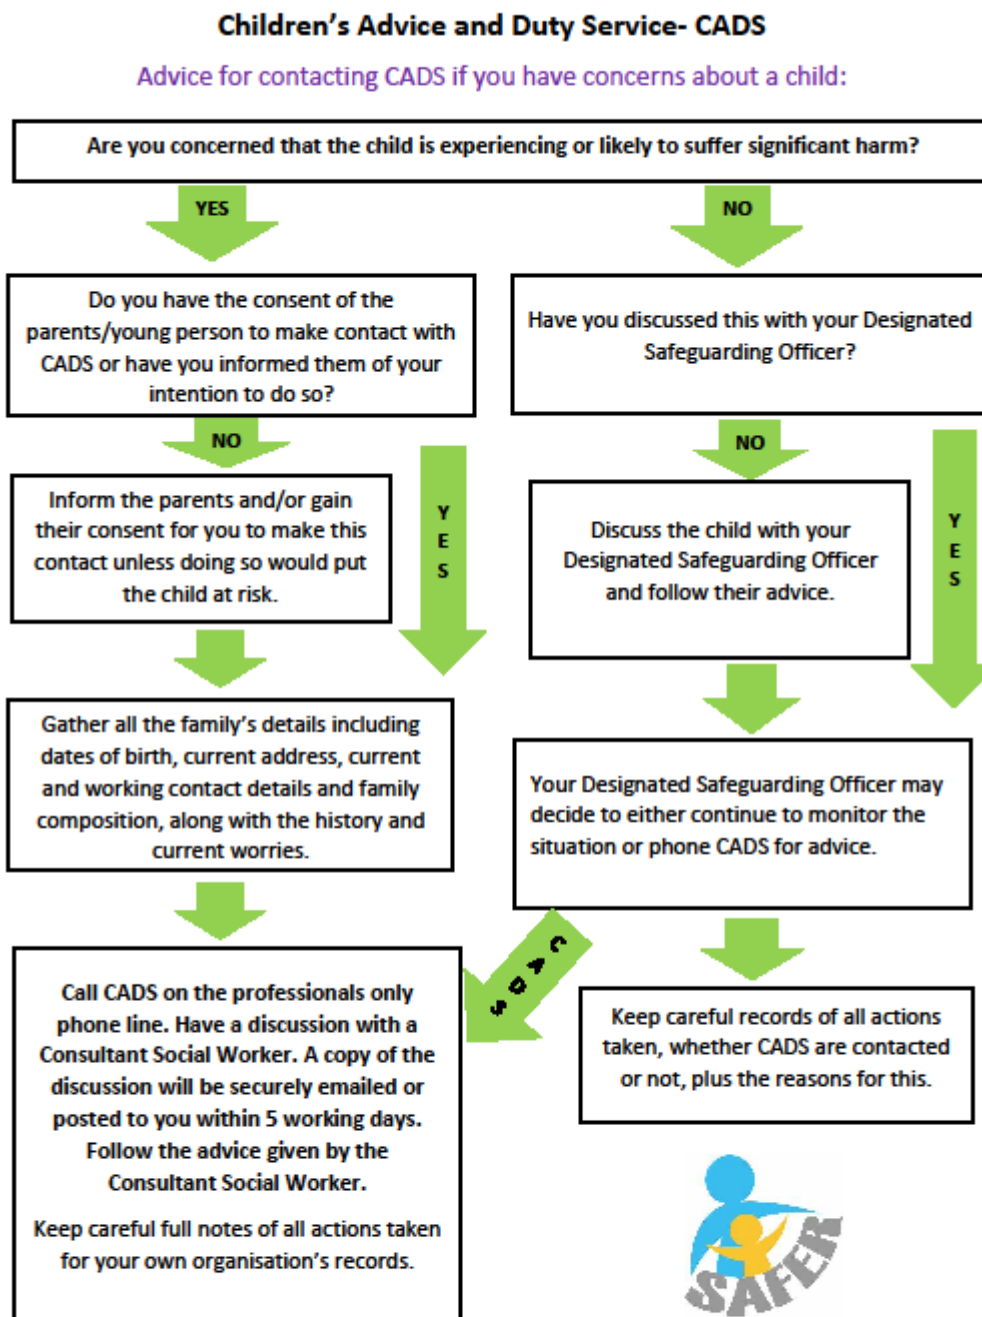 Children's Advice and Duty Service- CADS
Advice for contacting CADS if you have concerns about a child:
Are you concerned that the child is experiencing or likely to suffer significant harm?
YES
NO
Do you have the consent of the
parents/young person to make contact with
CADS or have you informed them of your
intention to do so?
Have you discussed this with your Designated
Safeguarding Officer?
NO
YES
NO
YES
Inform the parents and/or gain
their consent for you to make this
contact unless doing so would put
the child at risk.
Discuss the child with your
Designated Safeguarding Officer
and follow their advice.
Gather all the family's details including
dates of birth, current address, current
and working contact details and family
composition, along with the history and
current worries.
Your Designated Safeguarding Officer may
decide to either continue to monitor the
situation or phone CADS for advice.
CADS
Call CADS on the professionals only
phone line. Have a discussion with a
Consultant Social Worker. A copy of the
discussion will be securely emailed or
posted to you within 5 working days.
Follow the advice given by the
Consultant Social Worker.
Keep careful full notes of all actions taken
for your own organisation's records.
Keep careful records of all actions
taken, whether CADS are contacted
or not, plus the reasons for this.
SAFER